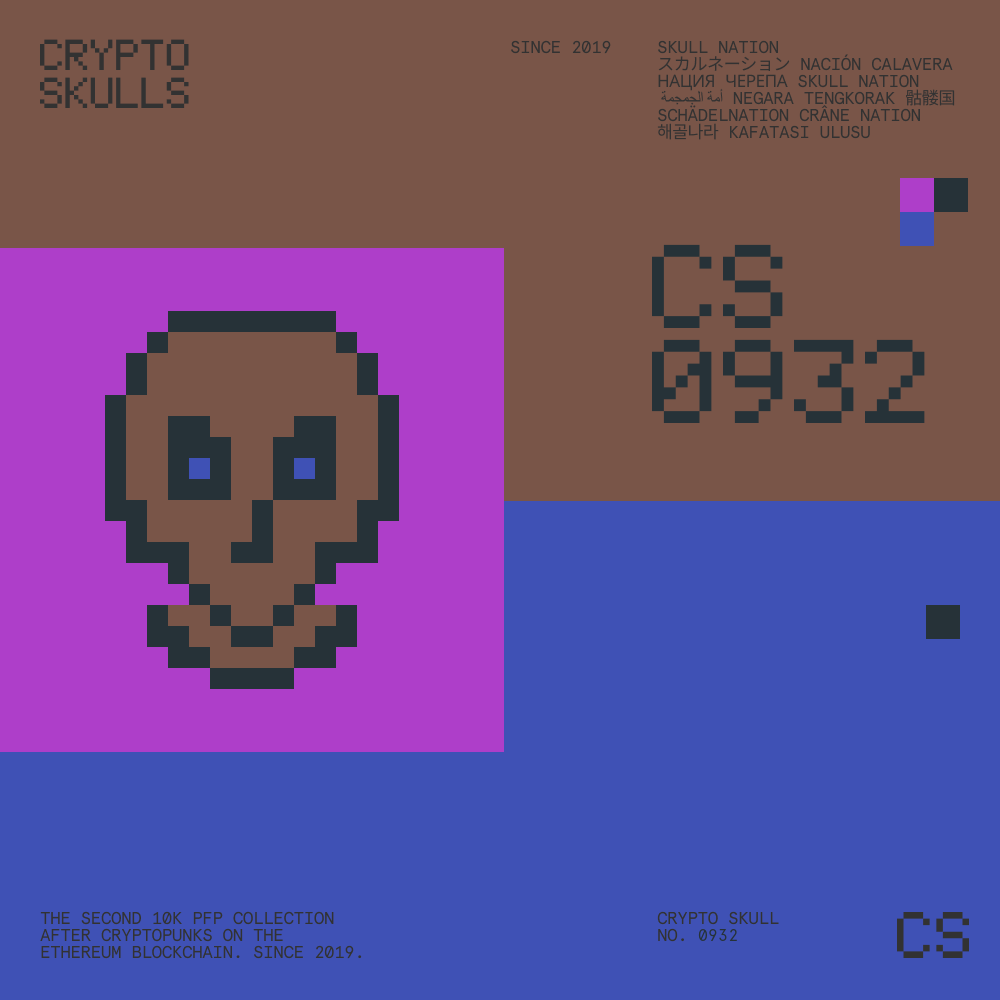 CRYPTO
SKULLS
SINCE 2019
SKULL NATION
スカルネーション NACIÓN CALAVERA
НАЦИЯ ЧЕРЕПА SKULL NATION
أمة الجمجمة NEGARA TENGKORAK 骷髅国
SCHÄDELNATION CRÂNE NATION
해골나라 KAFATASI ULUSU
CS
0932
THE SECOND 10K PFP COLLECTION
AFTER CRYPTOPUNKS ON THE
ETHEREUM BLOCKCHAIN. SINCE 2019.
CRYPTO SKULL
NO. 0932
CS